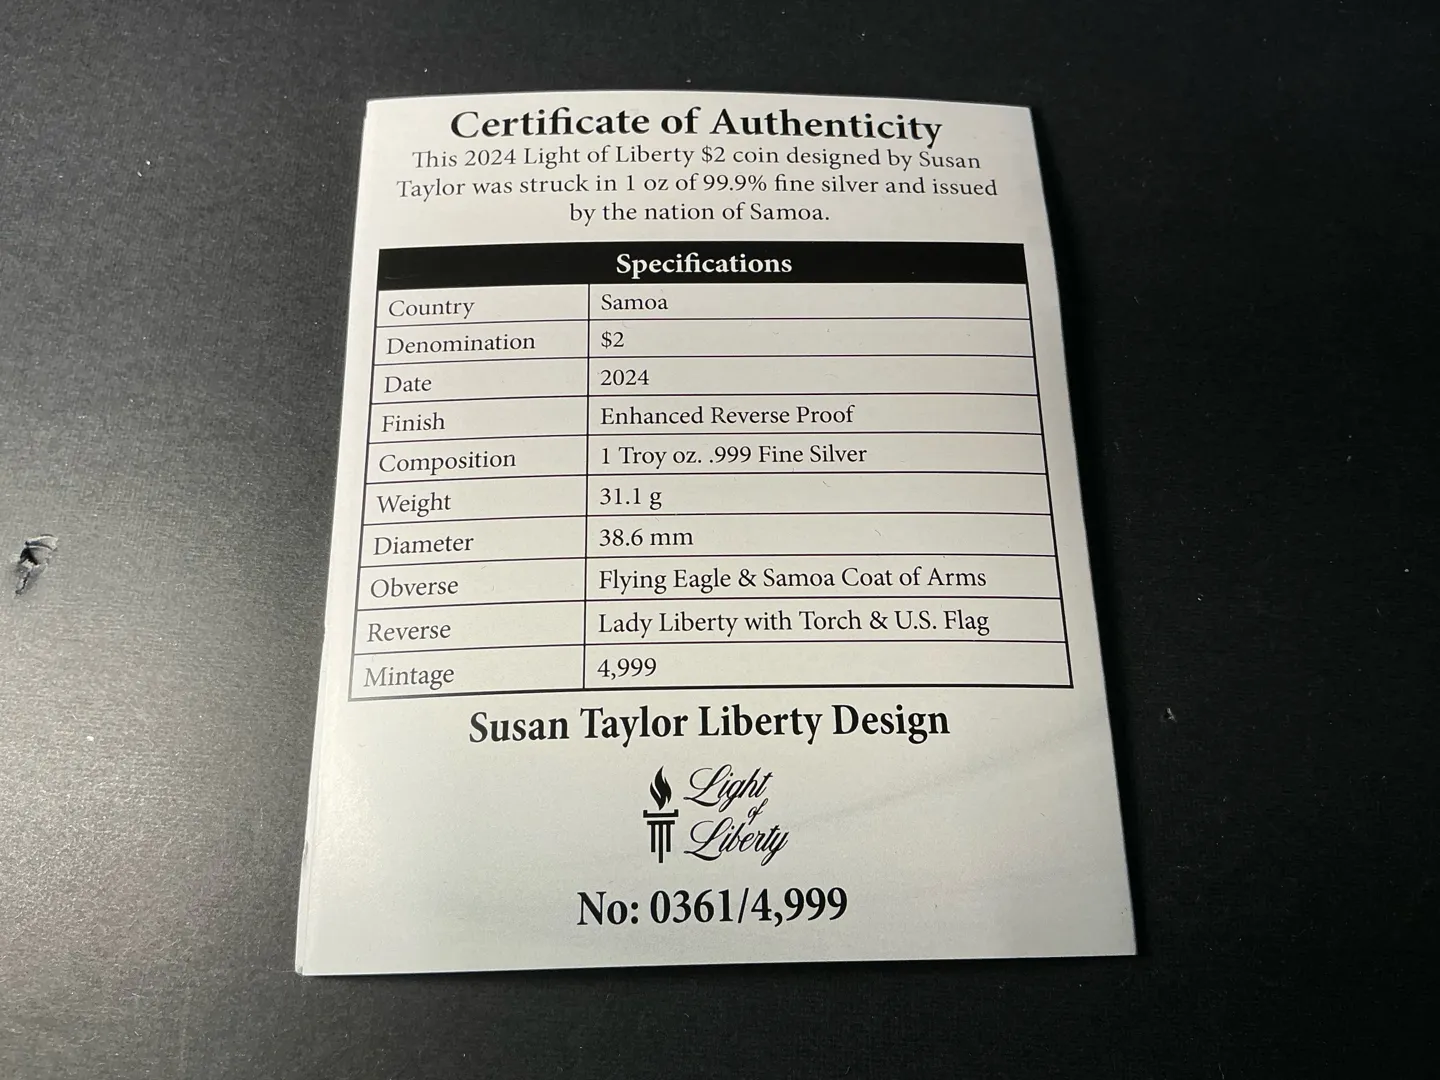 Certificate of Authenticity
This 2024 Light of Liberty $2 coin designed by Susan
Taylor was struck in 1 oz of 99.9% fine silver and issued
by the nation of Samoa.
Specifications
Country Samoa
Denomination $2
Date 2024
Finish Enhanced Reverse Proof
Composition 1 Troy oz. .999 Fine Silver
Weight 31.1 g
Diameter 38.6 mm
Obverse Flying Eagle & Samoa Coat of Arms
Reverse Lady Liberty with Torch & U.S. Flag
Mintage 4,999
Susan Taylor Liberty Design
Light
of
Liberty
No: 0361/4,999